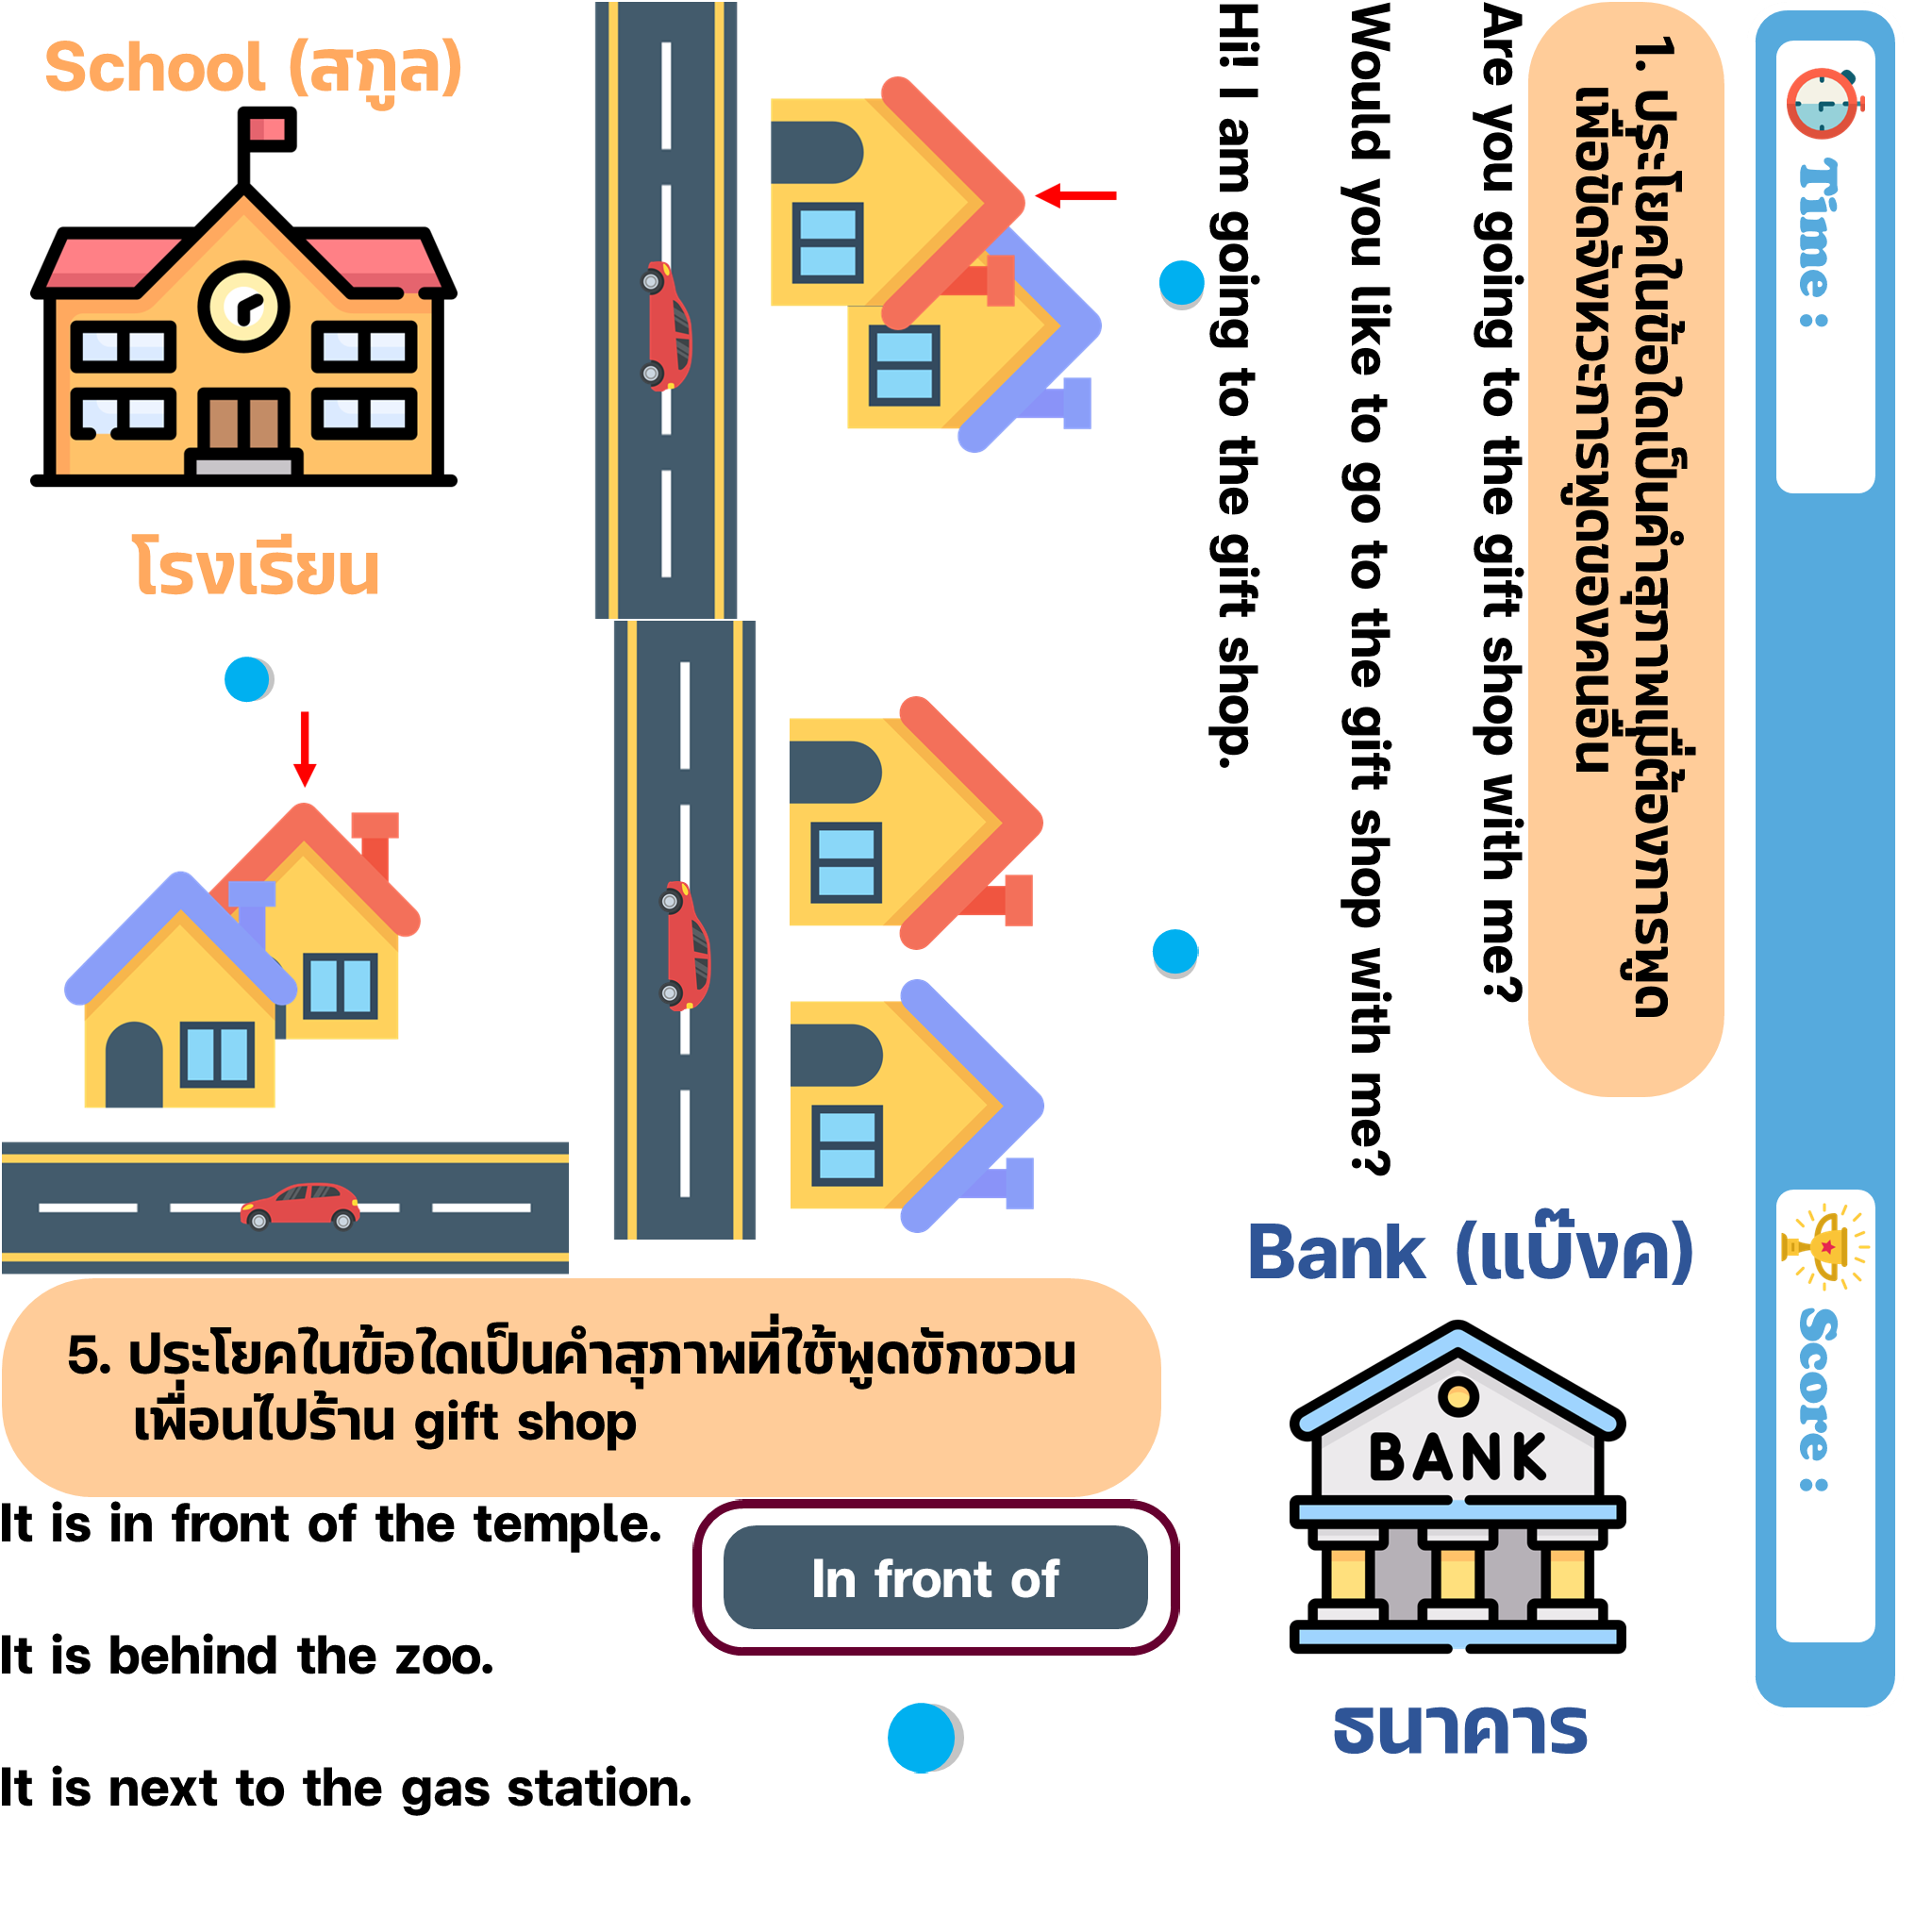 School (สกูล)
โรงเรียน
Hi! I am going to the gift shop.
Would you like to go to the gift shop with me?
Are you going to the gift shop with me?
1. ประโยคในข้อใดเป็นคำสุภาพเมื่อต้องการพูด
เพื่อขัดจังหวะการพูดของคนอื่น
Time :
Score :
Bank (แบ๊งค)
BANK
ธนาคาร
5. ประโยคในข้อใดเป็นคำสุภาพที่ใช้พูดชักชวน
เพื่อนไปร้าน gift shop
It is in front of the temple.
It is behind the zoo.
It is next to the gas station.
In front of